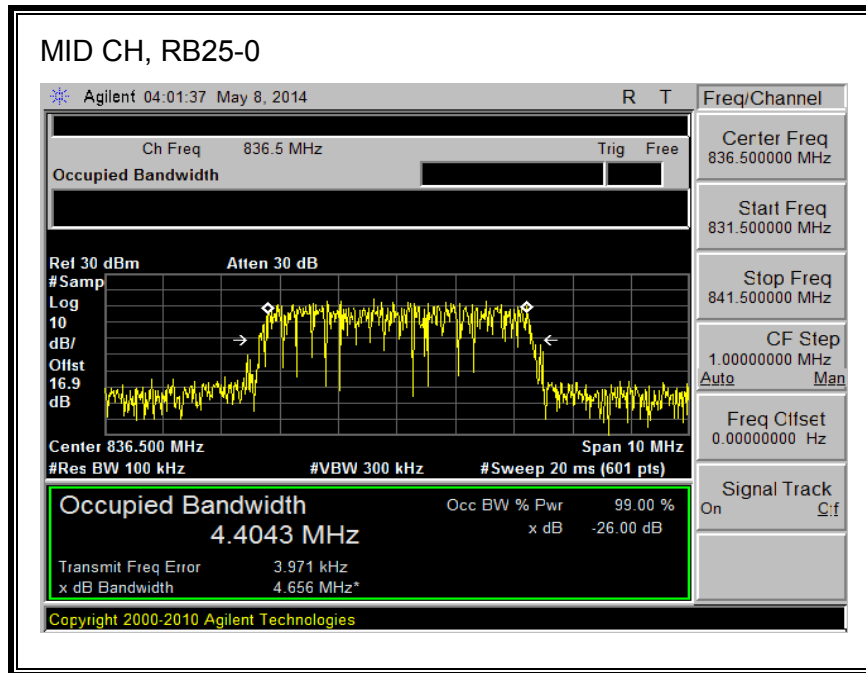 MID CH, RB25-0
Agilent 04:01:37 May 8, 2014 R T
Freq/Channel
Ch Freq 836.5 MHz Trig Free
Occupied Bandwidth
Center Freq
836.500000 MHz
Start Freq
831.500000 MHz
Stop Freq
841.500000 MHz
CF Step
1.00000000 MHz
Auto Man
Freq Offset
0.00000000 Hz
Signal Track
On Off
Ref 30 dBm Atten 30 dB
#Samp
Log
10
dB/
Offst
16.9
dB
Center 836.500 MHz Span 10 MHz
#Res BW 100 kHz #VBW 300 kHz #Sweep 20 ms (601 pts)
Occupied Bandwidth Occ BW % Pwr 99.00 %
4.4043 MHz x dB -26.00 dB
Transmit Freq Error 3.971 kHz
x dB Bandwidth 4.656 MHz*
Copyright 2000-2010 Agilent Technologies